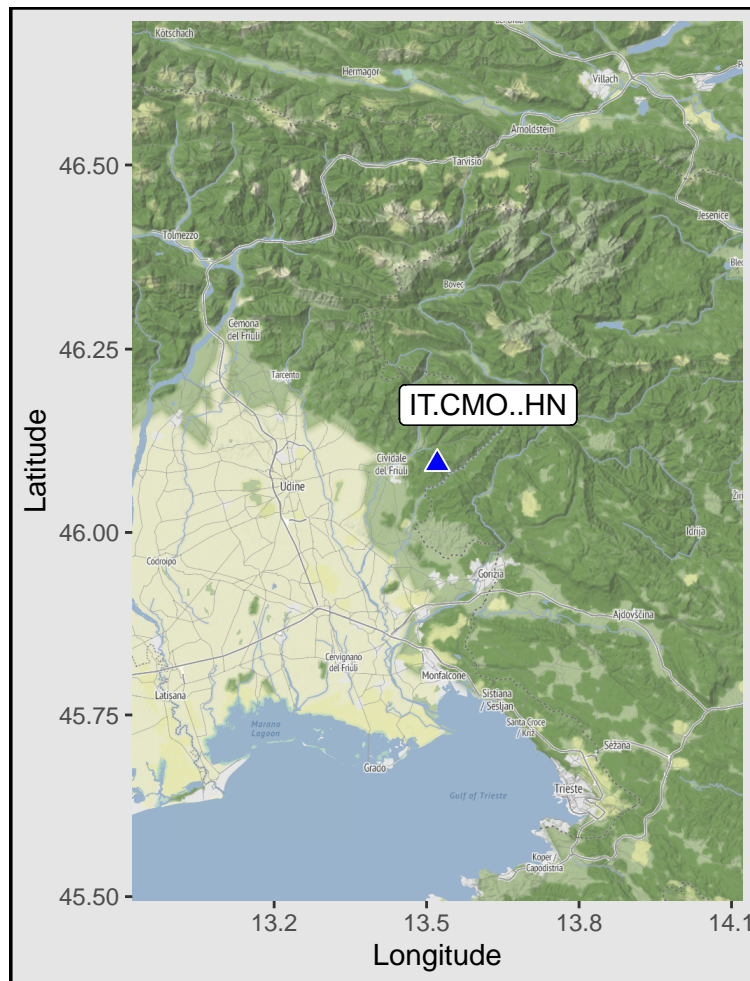 Kötschach
Hermagor
Villach
Arnoldstein
46.50
Tarvisio
Jesenice
Tolmezzo
Bovec
Gemona
del Friuli
46.25
Tarcento
IT.CMO..HN
Latitude
Cividale
del Friuli
Udine
46.00
Idrija
Codroipo
Gorizia
Ajdovščina
Cervignano
del Friuli
Monfalcone
Latisana
Sistiana
/ Sesljan
45.75
Marano
Lagoon
Santa Croce
/ Križ
Sežana
Grado
Gulf of Trieste
Trieste
Koper /
Capodistria
45.50
13.2
13.5
13.8
14.1
Longitude